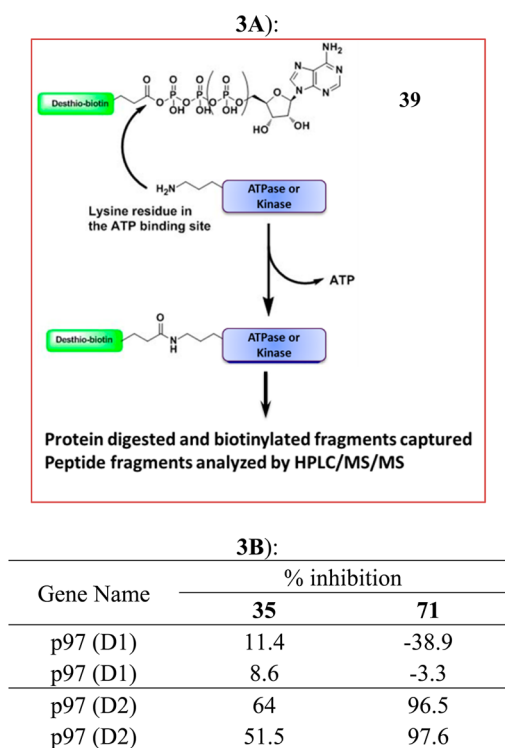 3A):
NH₂
O O O O N N
Desthio-biotin O P O P O P O O N N 39
OH OH OH
HO OH
H₂N ATPase or
Kinase
Lysine residue in
the ATP binding site
ATP
O
Desthio-biotin N
H ATPase or
Kinase
Protein digested and biotinylated fragments captured
Peptide fragments analyzed by HPLC/MS/MS
3B):
Gene Name % inhibition
35 71
p97 (D1) 11.4 -38.9
p97 (D1) 8.6 -3.3
p97 (D2) 64 96.5
p97 (D2) 51.5 97.6